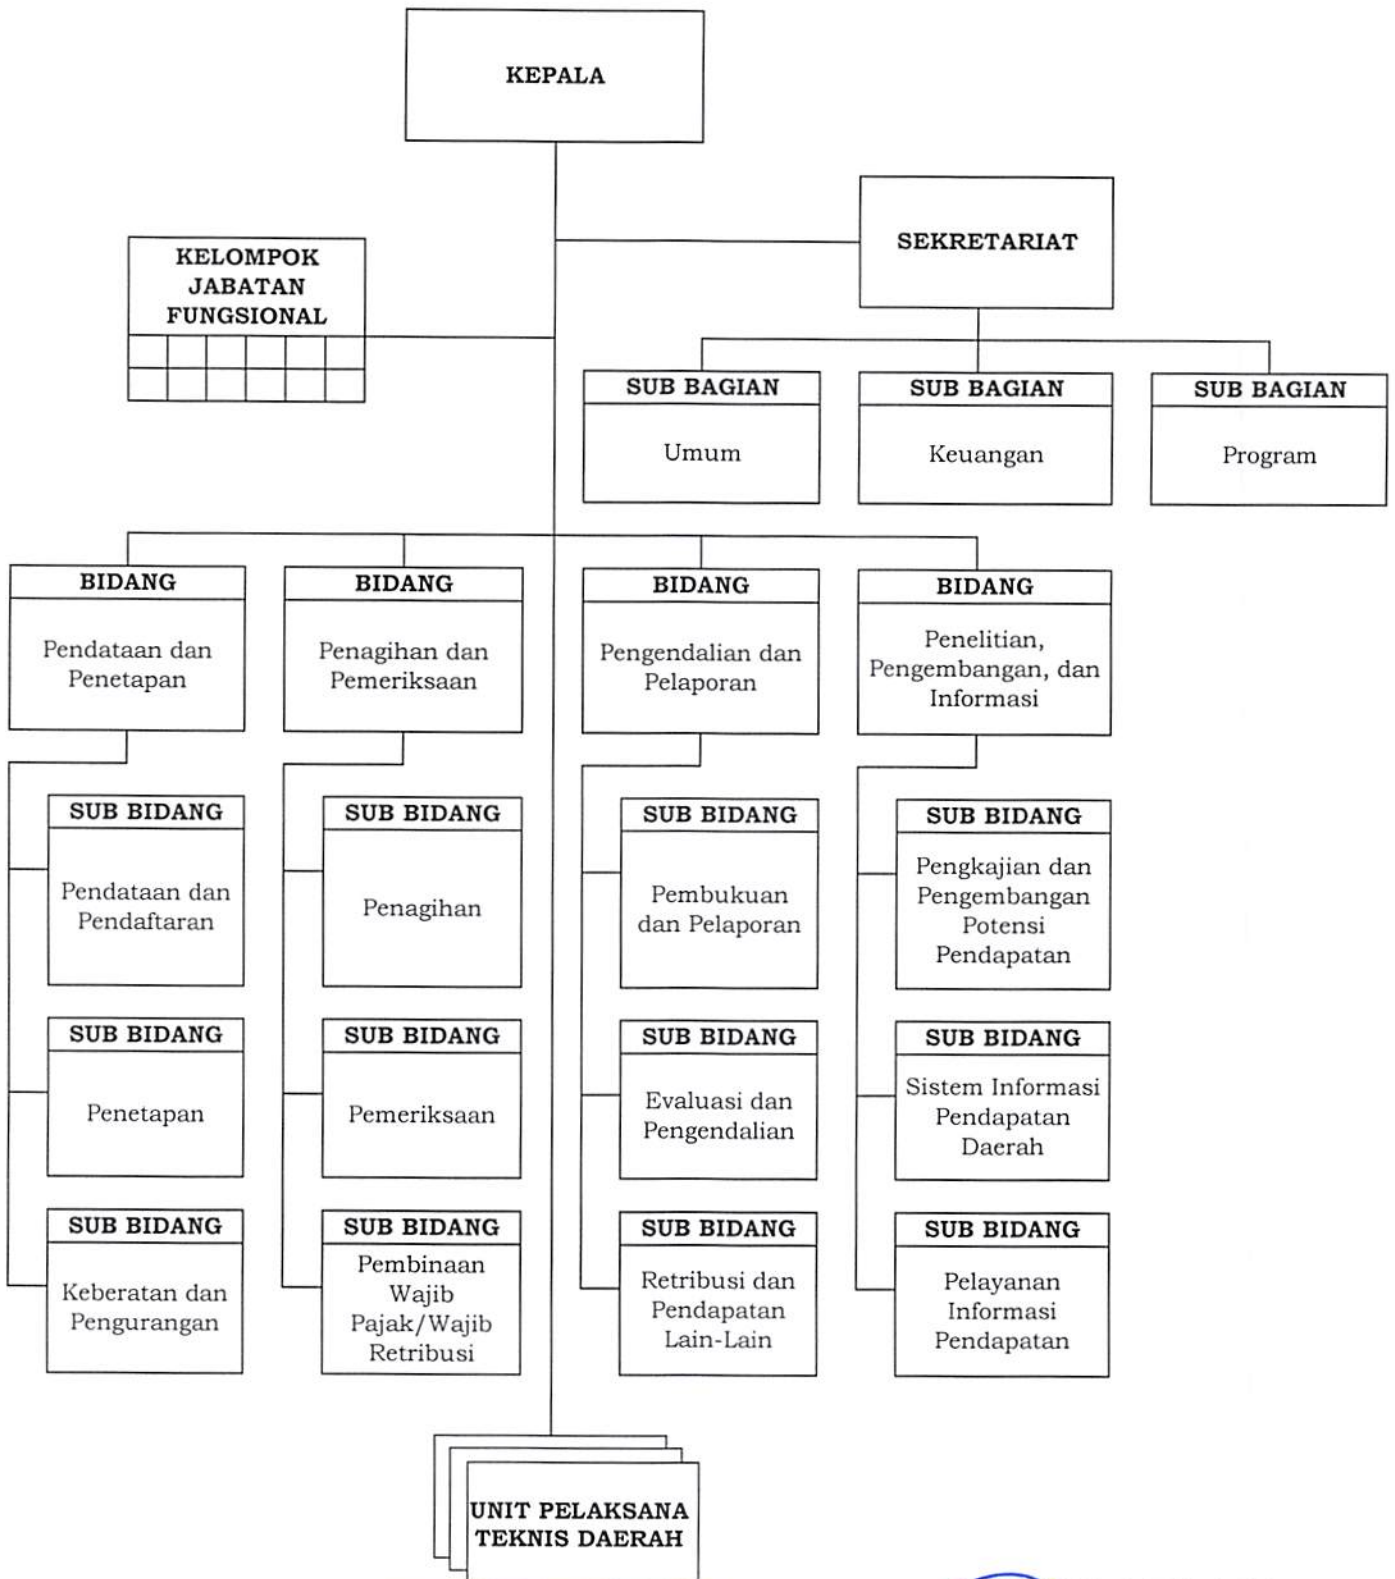 KEPALA
SEKRETARIAT
KELOMPOK
JABATAN
FUNGSIONAL
SUB BAGIAN
Umum
SUB BAGIAN
Keuangan
SUB BAGIAN
Program
BIDANG
Pendataan dan
Penetapan
BIDANG
Penagihan dan
Pemeriksaan
BIDANG
Pengendalian dan
Pelaporan
BIDANG
Penelitian,
Pengembangan, dan
Informasi
SUB BIDANG
Pendataan dan
Pendaftaran
SUB BIDANG
Penagihan
SUB BIDANG
Pembukuan
dan Pelaporan
SUB BIDANG
Pengkajian dan
Pengembangan
Potensi
Pendapatan
SUB BIDANG
Penetapan
SUB BIDANG
Pemeriksaan
SUB BIDANG
Evaluasi dan
Pengendalian
SUB BIDANG
Sistem Informasi
Pendapatan
Daerah
SUB BIDANG
Keberatan dan
Pengurangan
SUB BIDANG
Pembinaan
Wajib
Pajak/Wajib
Retribusi
SUB BIDANG
Retribusi dan
Pendapatan
Lain-Lain
SUB BIDANG
Pelayanan
Informasi
Pendapatan
UNIT PELAKSANA
TEKNIS DAERAH